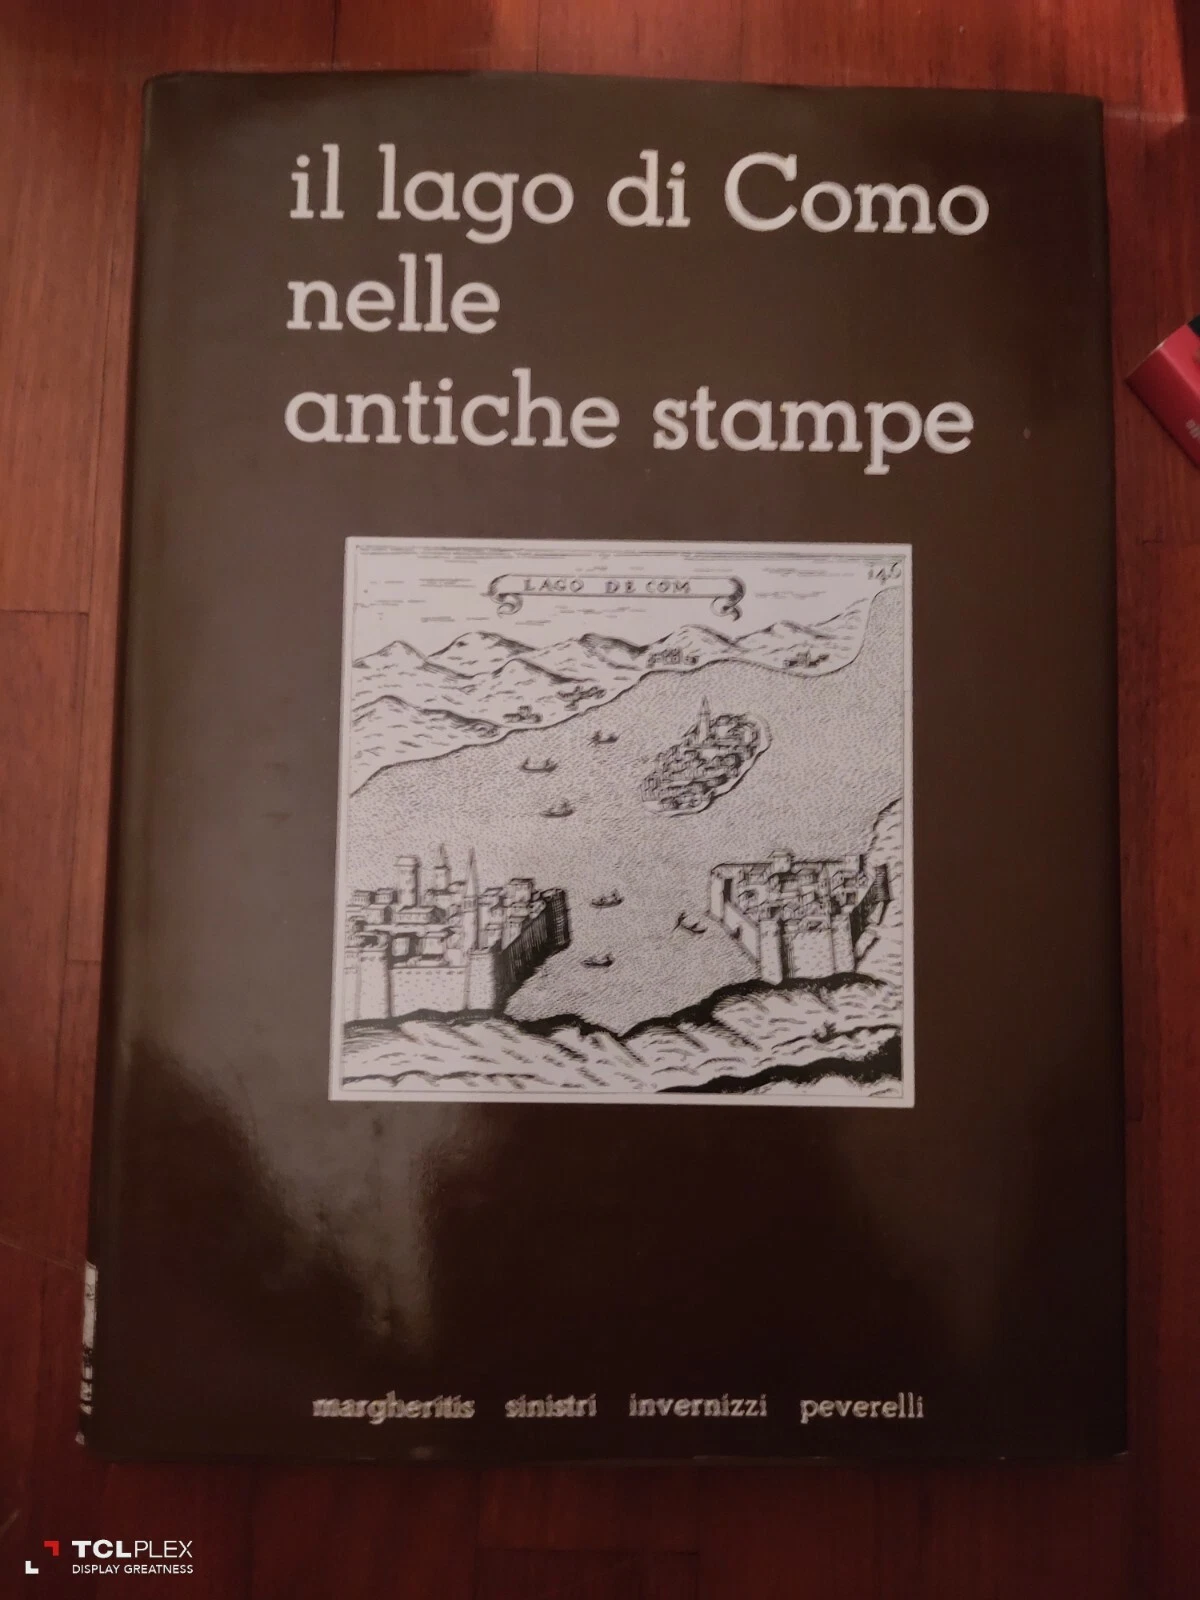 il lago di Como
nelle
antiche stampe
LAGO DE COM
146
margheritis sinistri invernizzi peverelli
TCLPLEX
DISPLAY GREATNESS